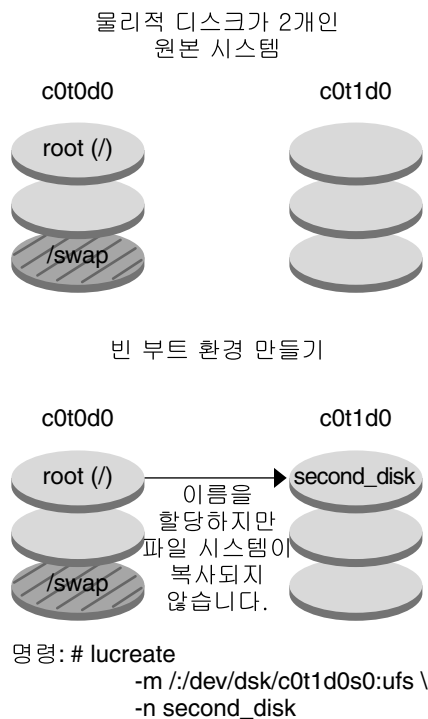 물리적 디스크가 2개인
원본 시스템
c0t0d0
c0t1d0
root (/)
/swap
빈 부트 환경 만들기
c0t0d0
c0t1d0
root (/)
second_disk
이름을
할당하지만
파일 시스템이
복사되지
않습니다.
/swap
명령: # lucreate
-m /:/dev/dsk/c0t1d0s0:ufs \
-n second_disk